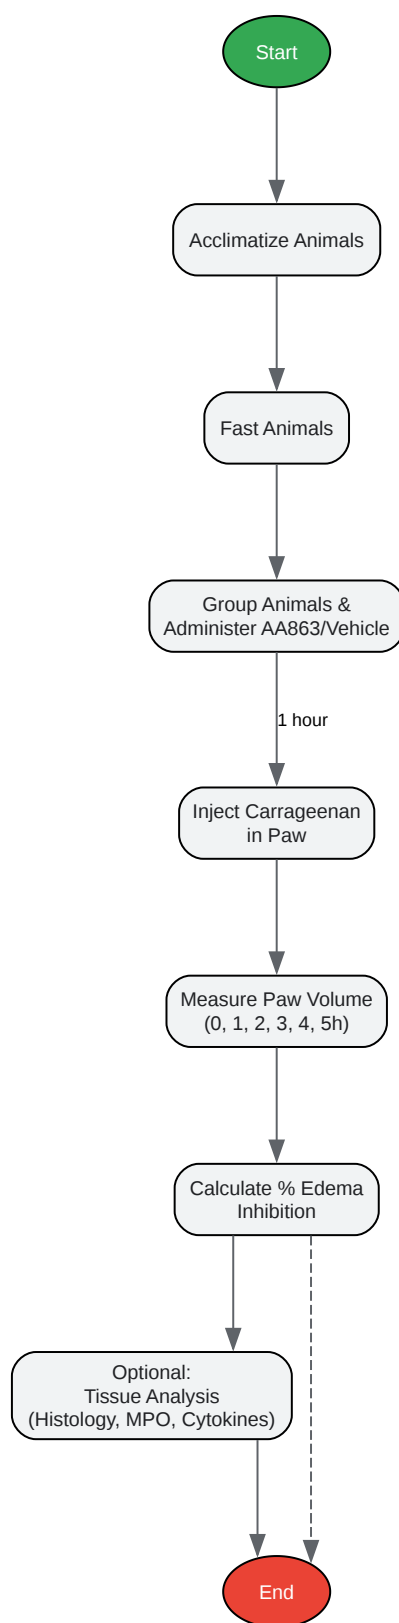 Start
Acclimatize Animals
Fast Animals
Group Animals &
Administer AA863/Vehicle
1 hour
Inject Carrageenan
in Paw
Measure Paw Volume
(0, 1, 2, 3, 4, 5h)
Calculate % Edema
Inhibition
Optional:
Tissue Analysis
(Histology, MPO, Cytokines)
End